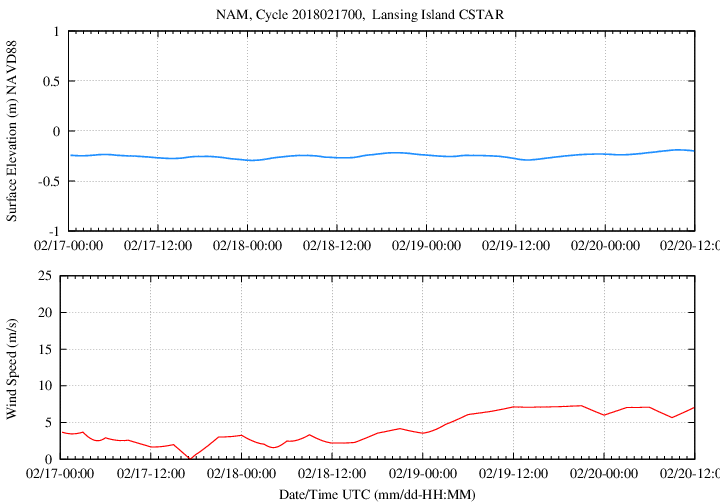 NAM, Cycle 2018021700,  Lansing Island CSTAR
Surface Elevation (m) NAVD88
1
0.5
0
-0.5
-1
02/17-00:00 02/17-12:00 02/18-00:00 02/18-12:00 02/19-00:00 02/19-12:00 02/20-00:00 02/20-12:0
Wind Speed (m/s)
25
20
15
10
5
0
02/17-00:00 02/17-12:00 02/18-00:00 02/18-12:00 02/19-00:00 02/19-12:00 02/20-00:00 02/20-12:0
Date/Time UTC (mm/dd-HH:MM)